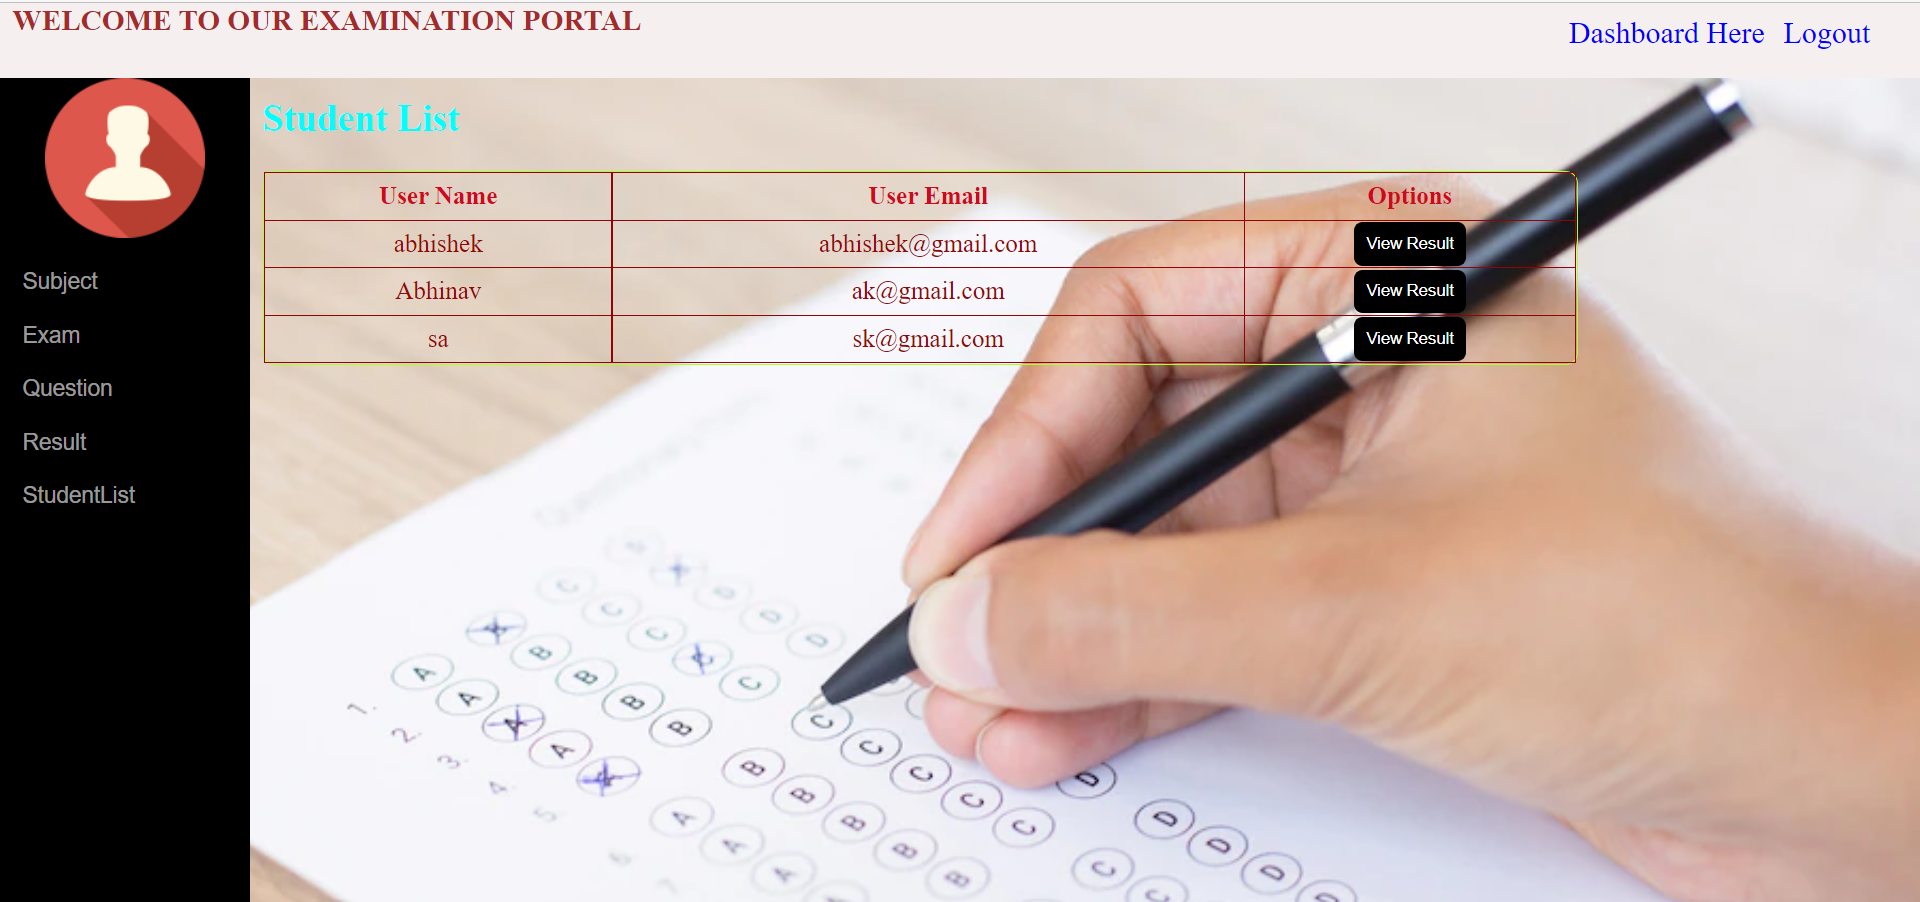 WELCOME TO OUR EXAMINATION PORTAL
Dashboard Here Logout
Subject
Exam
Question
Result
StudentList
Student List
User Name User Email Options
abhishek abhishek@gmail.com View Result
Abhinav ak@gmail.com View Result
sa sk@gmail.com View Result